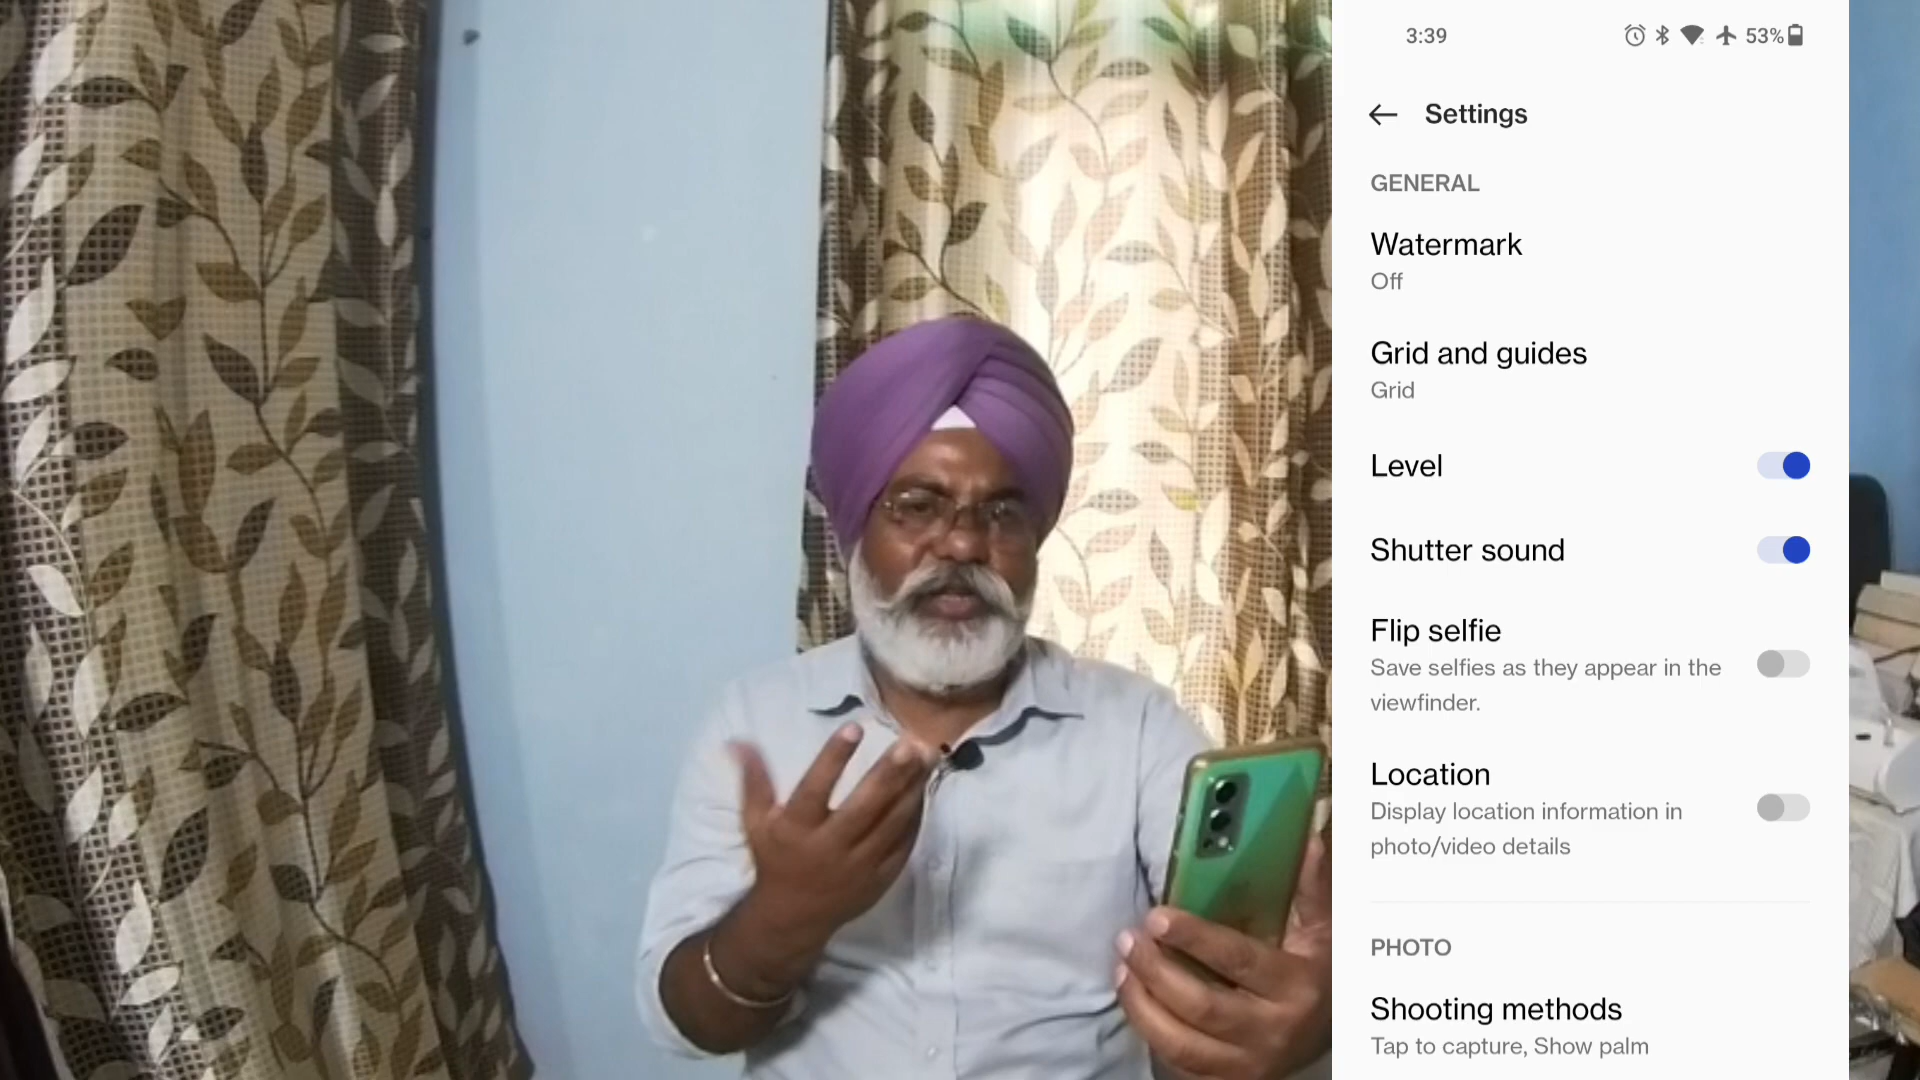 3:39
53%
Settings
GENERAL
Watermark
Off
Grid and guides
Grid
Level
Shutter sound
Flip selfie
Save selfies as they appear in the
viewfinder.
Location
Display location information in
photo/video details
PHOTO
Shooting methods
Tap to capture, Show palm